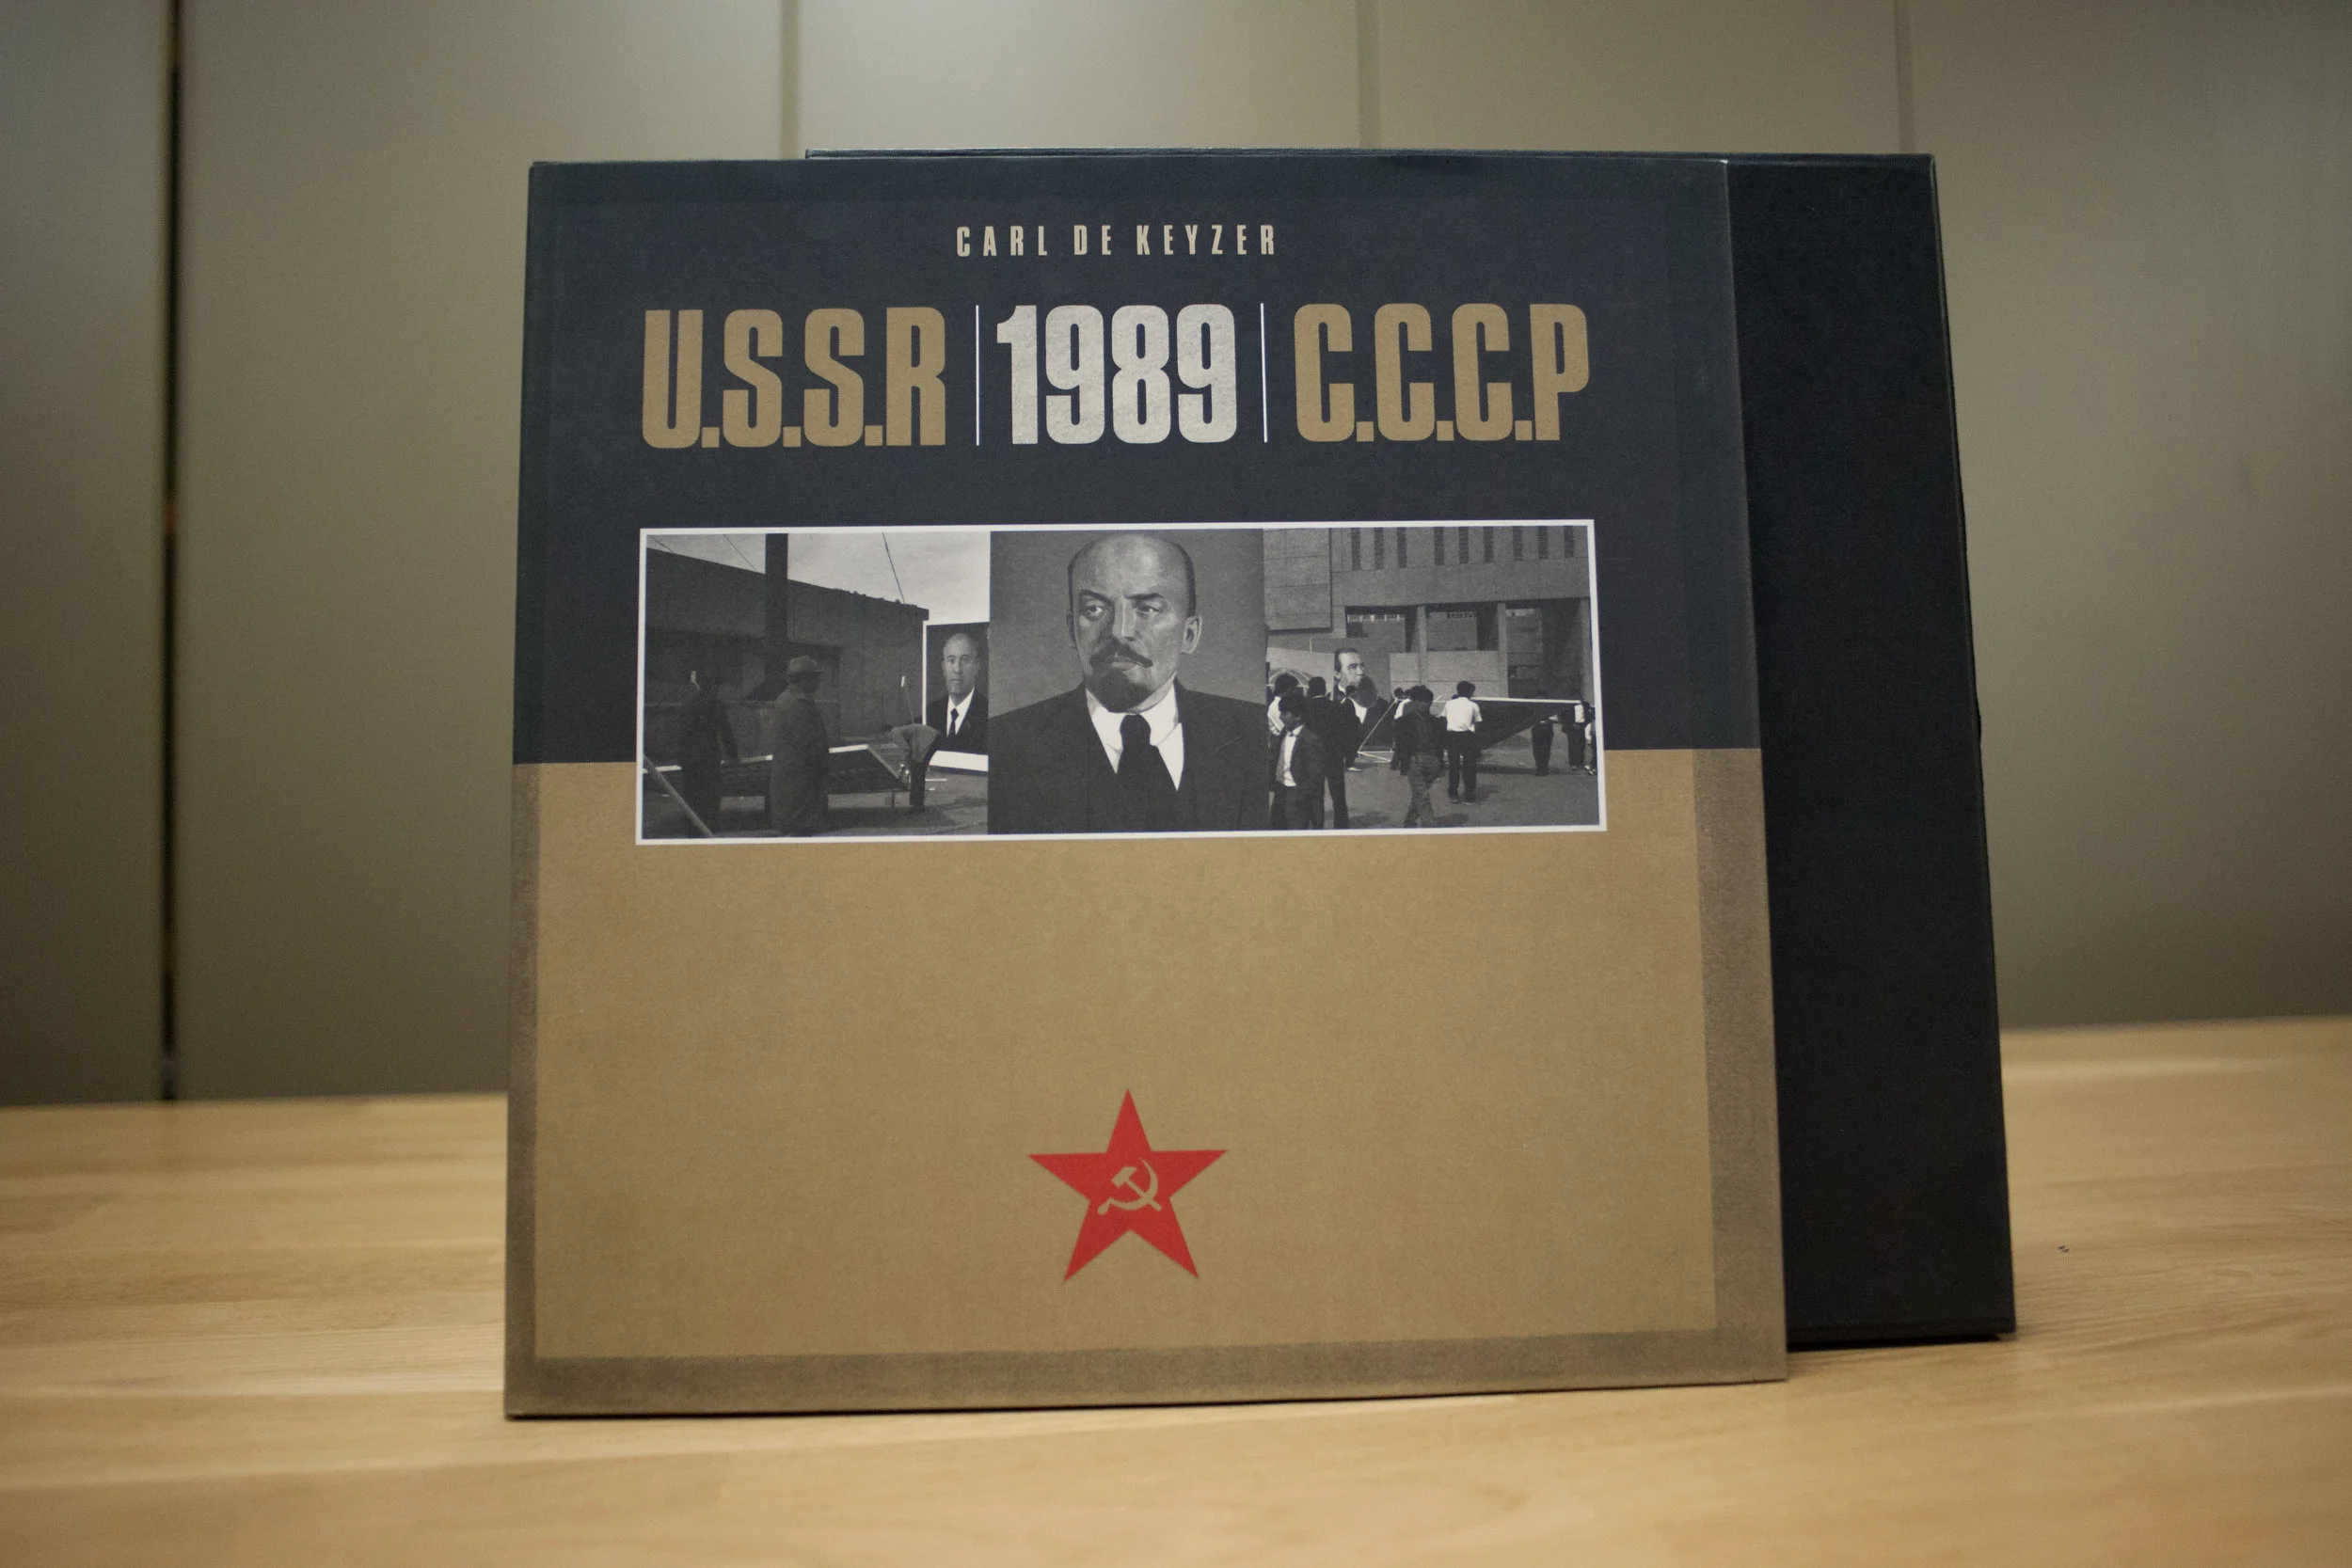 CARL DE KEYZER
U.S.S.R | 1989 | C.C.C.P